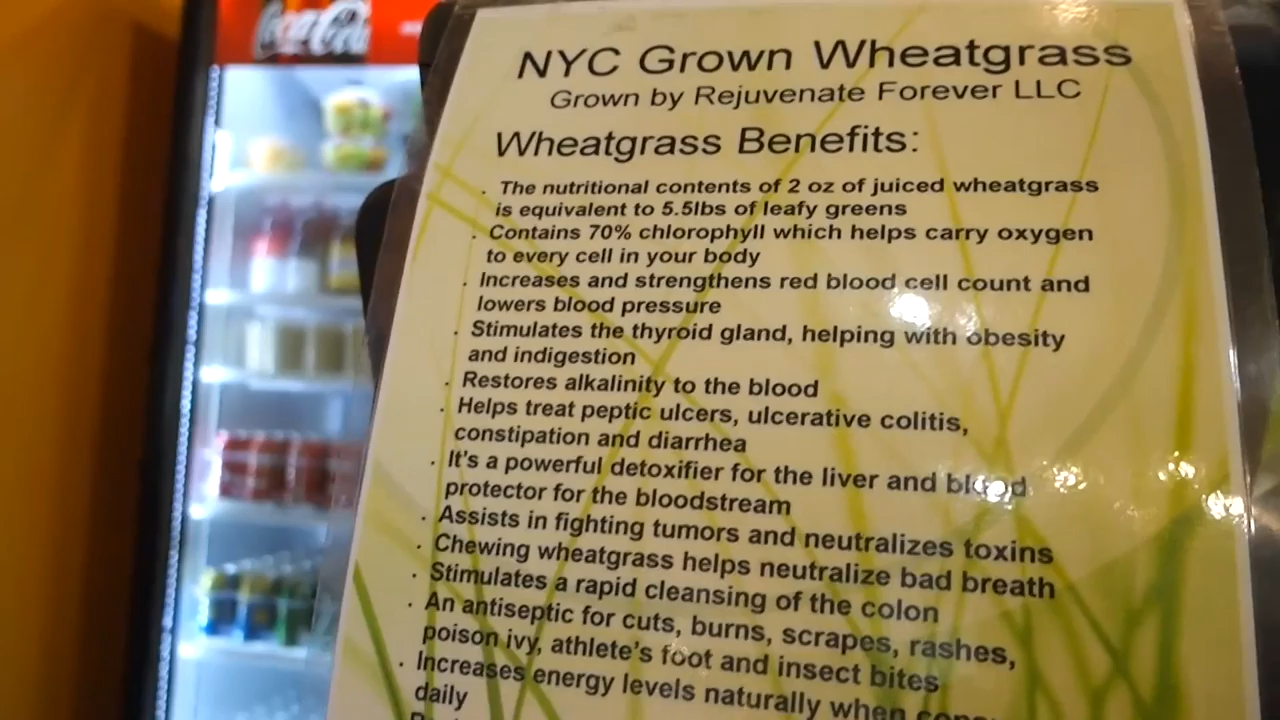 Coca-Cola
NYC Grown Wheatgrass
Grown by Rejuvenate Forever LLC
Wheatgrass Benefits:
. The nutritional contents of 2 oz of juiced wheatgrass
is equivalent to 5.5lbs of leafy greens
. Contains 70% chlorophyll which helps carry oxygen
to every cell in your body
. Increases and strengthens red blood cell count and
lowers blood pressure
. Stimulates the thyroid gland, helping with obesity
and indigestion
. Restores alkalinity to the blood
. Helps treat peptic ulcers, ulcerative colitis,
constipation and diarrhea
. It's a powerful detoxifier for the liver and blood
protector for the bloodstream
. Assists in fighting tumors and neutralizes toxins
. Chewing wheatgrass helps neutralize bad breath
. Stimulates a rapid cleansing of the colon
. An antiseptic for cuts, burns, scrapes, rashes,
poison ivy, athlete's foot and insect bites
. Increases energy levels naturally when
daily